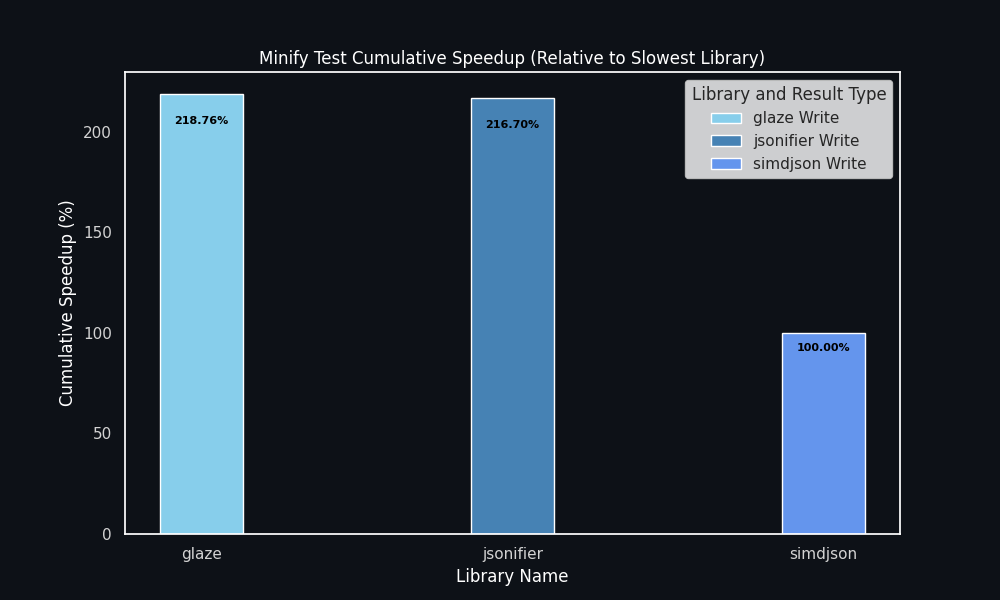 Minify Test Cumulative Speedup (Relative to Slowest Library)
Library and Result Type
glaze Write
jsonifier Write
simdjson Write
218.76%
216.70%
100.00%
Cumulative Speedup (%)
200
150
100
50
0
glaze
jsonifier
simdjson
Library Name